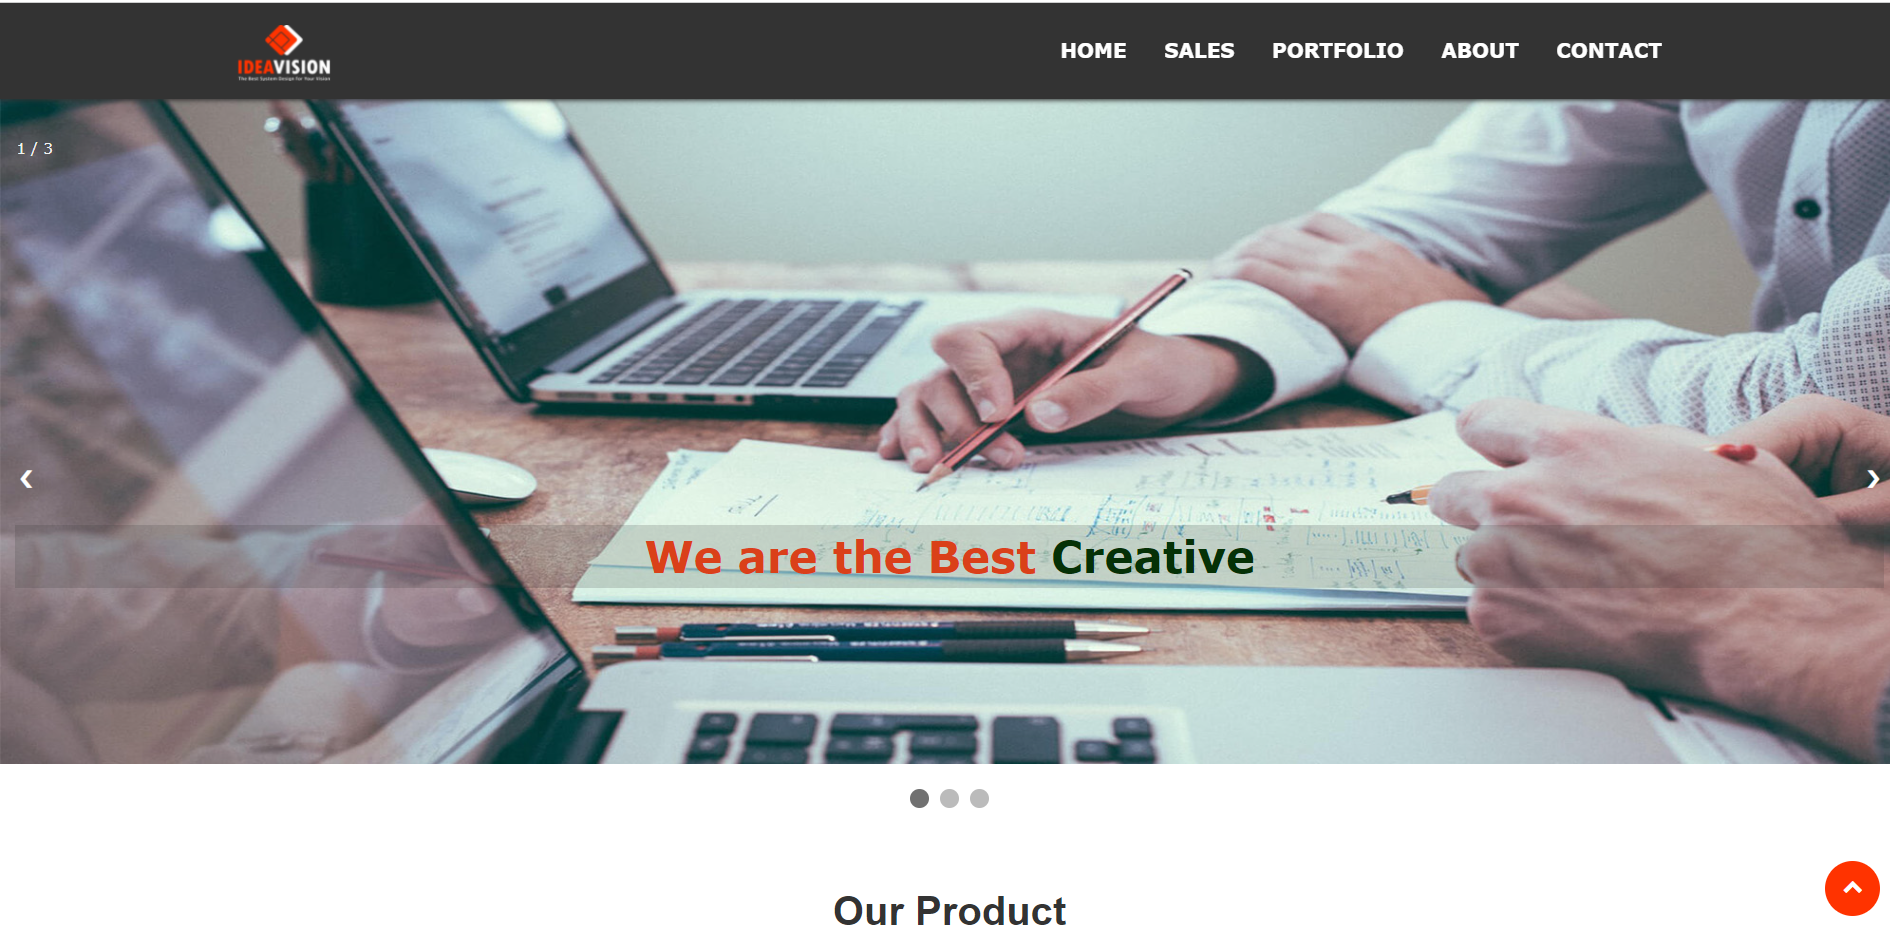 IDEAVISION
The Best System Design For Your Vision
HOME SALES PORTFOLIO ABOUT CONTACT
1 / 3
❮ ❯
We are the Best Creative
Our Product